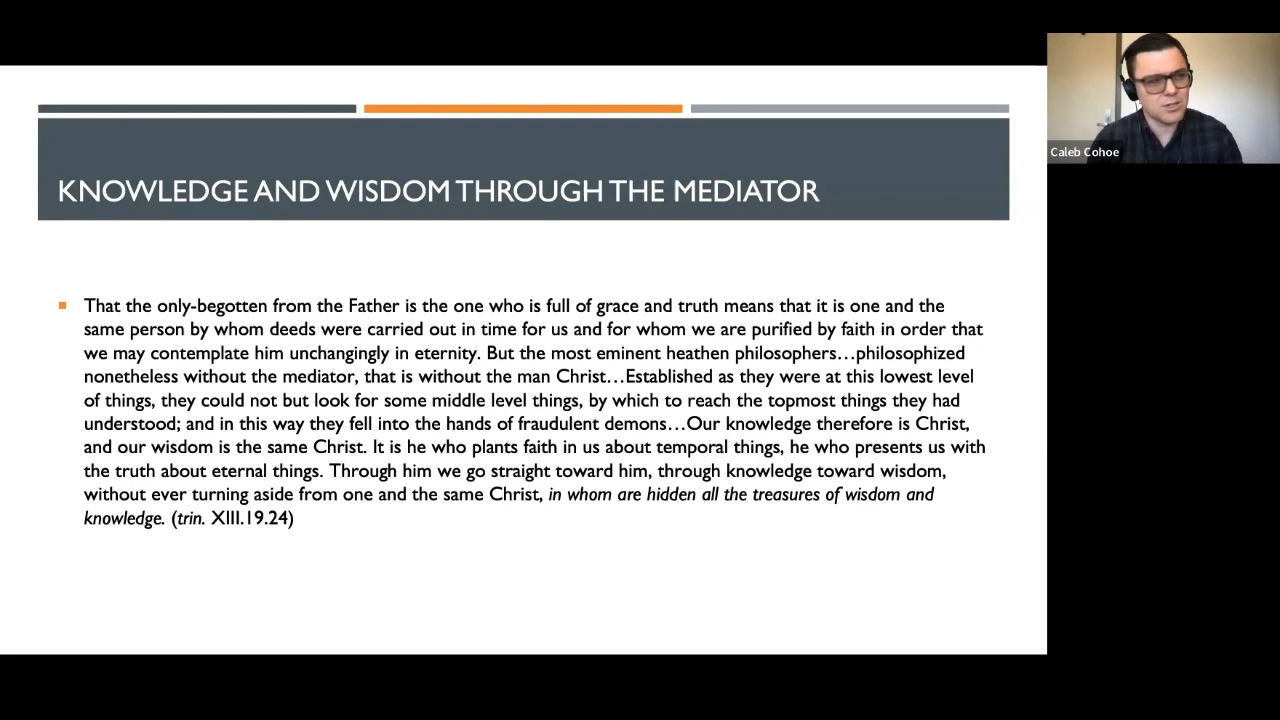 KNOWLEDGE AND WISDOM THROUGH THE MEDIATOR
That the only-begotten from the Father is the one who is full of grace and truth means that it is one and the
same person by whom deeds were carried out in time for us and for whom we are purified by faith in order that
we may contemplate him unchangingly in eternity. But the most eminent heathen philosophers…philosophized
nonetheless without the mediator, that is without the man Christ…Established as they were at this lowest level
of things, they could not but look for some middle level things, by which to reach the topmost things they had
understood; and in this way they fell into the hands of fraudulent demons…Our knowledge therefore is Christ,
and our wisdom is the same Christ. It is he who plants faith in us about temporal things, he who presents us with
the truth about eternal things. Through him we go straight toward him, through knowledge toward wisdom,
without ever turning aside from one and the same Christ, in whom are hidden all the treasures of wisdom and
knowledge. (trin. XIII.19.24)
Caleb Cohoe